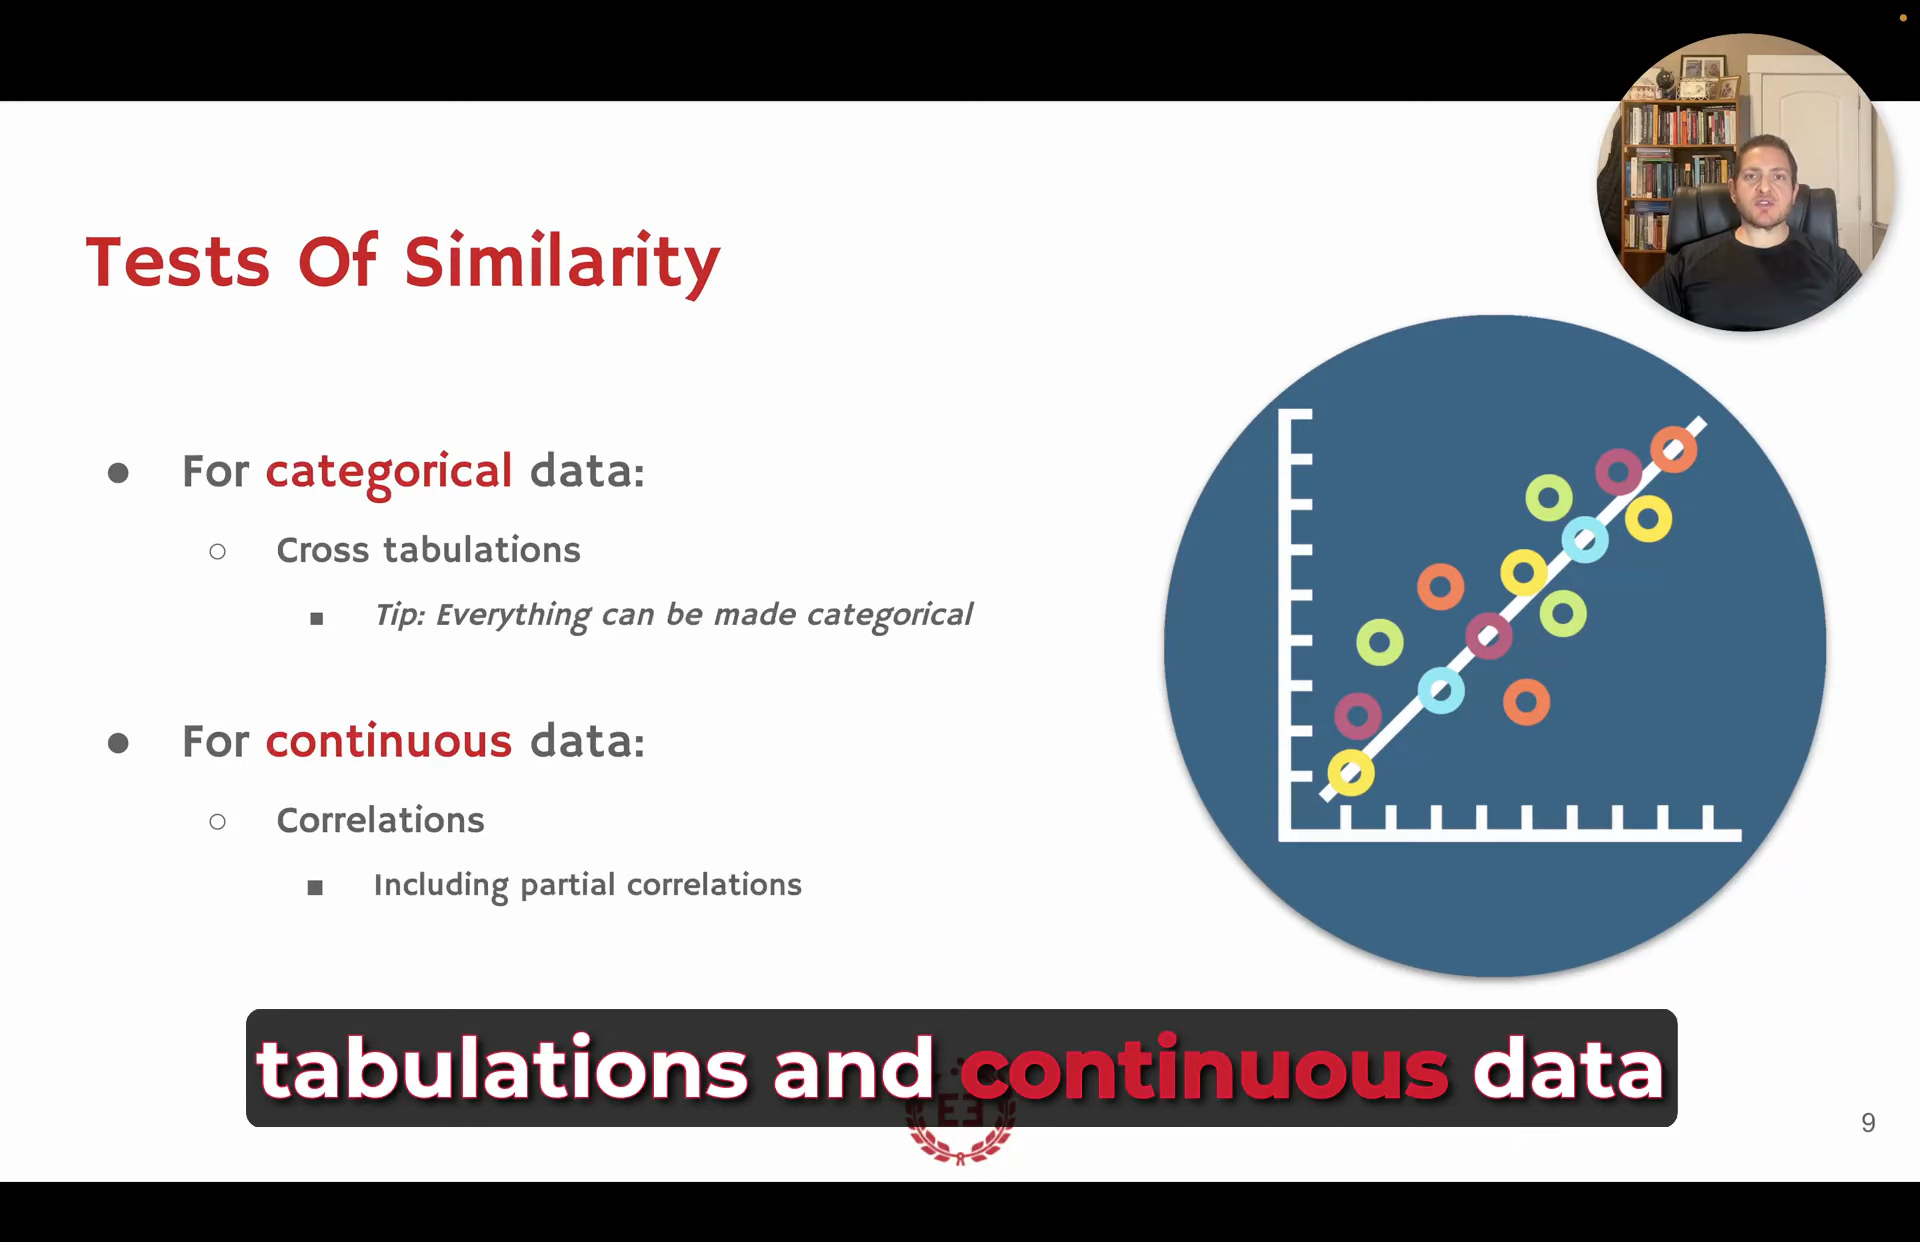 Tests Of Similarity
● For categorical data:
○ Cross tabulations
■ Tip: Everything can be made categorical
● For continuous data:
○ Correlations
■ Including partial correlations
tabulations and continuous data
9